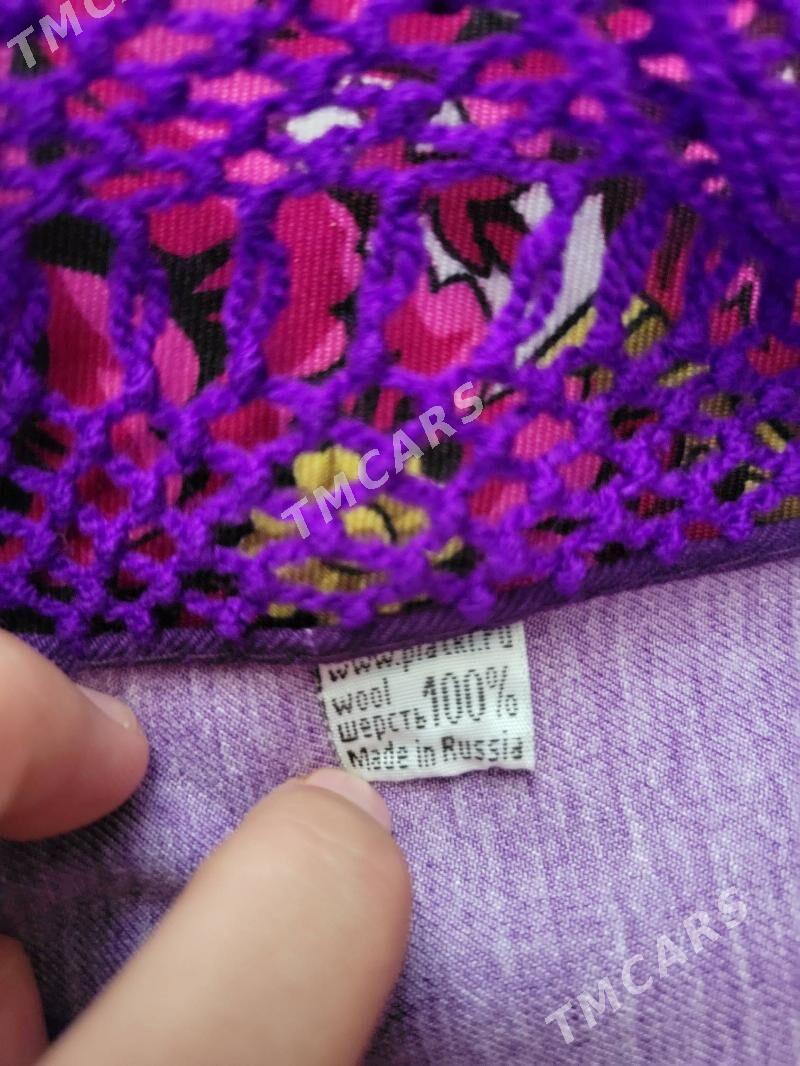 TMCARS
www.platki.ru
wool 100%
шерсть
Made in Russia
TMCARS
TMCARS